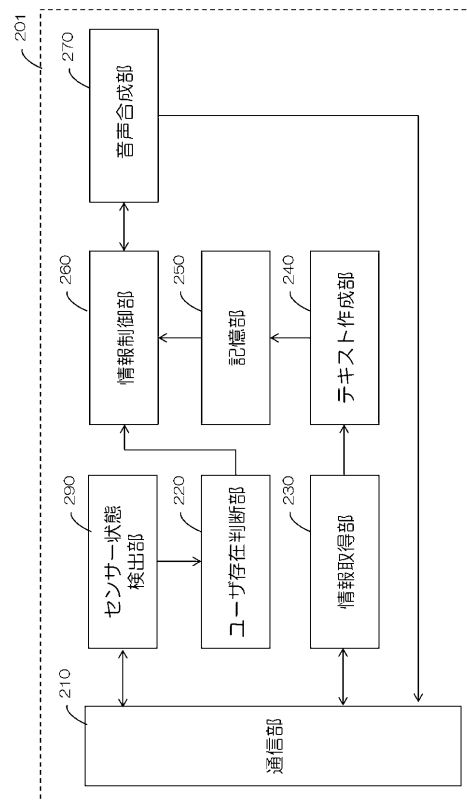 201
210
通信部
290
センサー状態
検出部
260
情報制御部
270
音声合成部
220
ユーザ存在判断部
250
記憶部
230
情報取得部
240
テキスト作成部